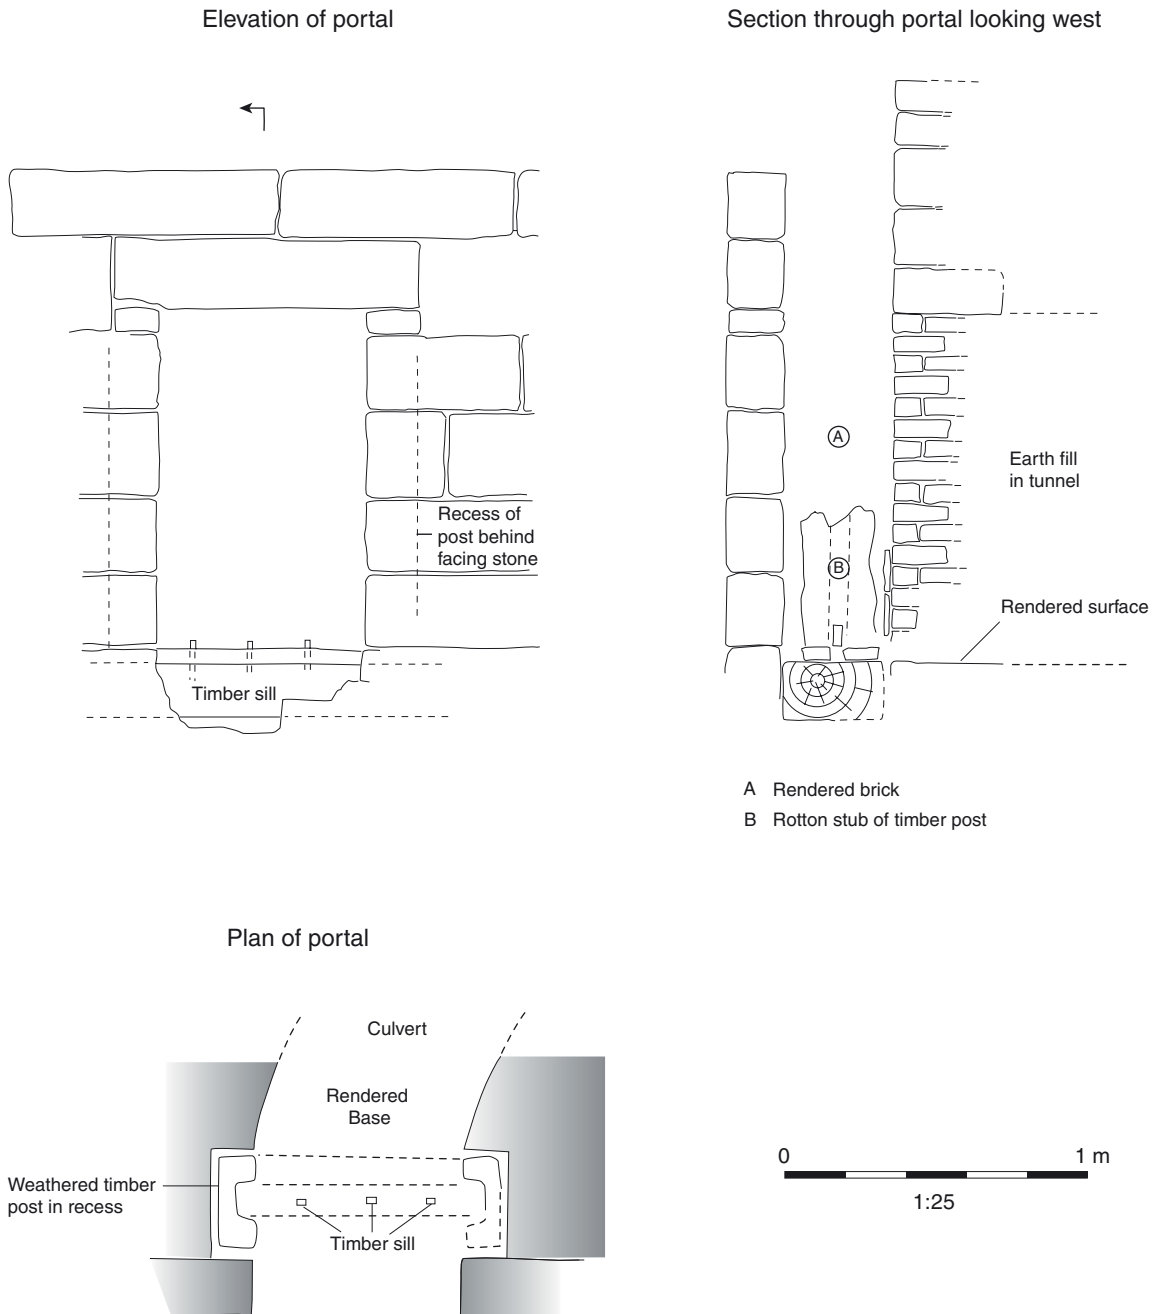 Elevation of portal
Section through portal looking west
A
B
Recess of
post behind
facing stone
Timber sill
Earth fill
in tunnel
Rendered surface
A Rendered brick
B Rotton stub of timber post
Plan of portal
Culvert
Rendered
Base
Weathered timber
post in recess
Timber sill
0 1 m
1:25